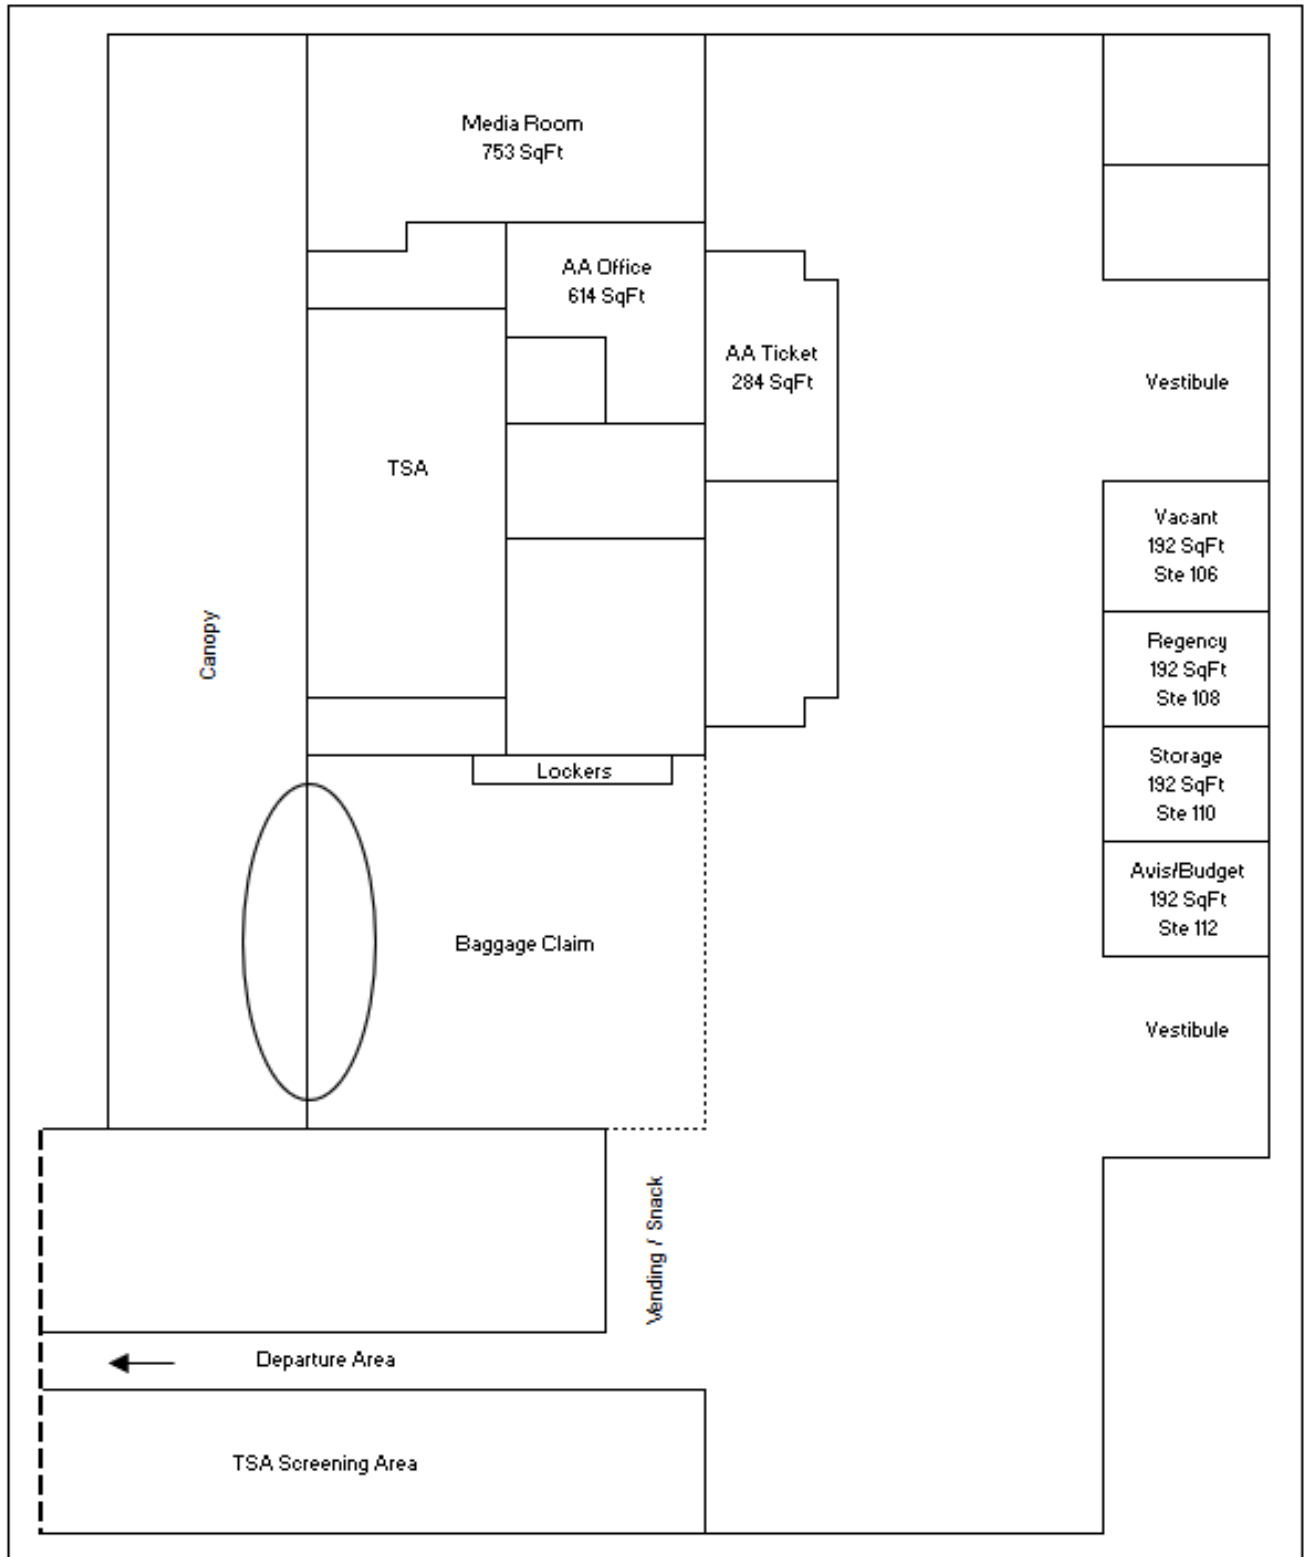 Media Room
753 SqFt
AA Office
614 SqFt
AA Ticket
284 SqFt
Vestibule
TSA
Vacant
192 SqFt
Ste 106
Canopy
Regency
192 SqFt
Ste 108
Lockers
Storage
192 SqFt
Ste 110
Avis/Budget
192 SqFt
Ste 112
Baggage Claim
Vestibule
Vending / Snack
Departure Area
TSA Screening Area